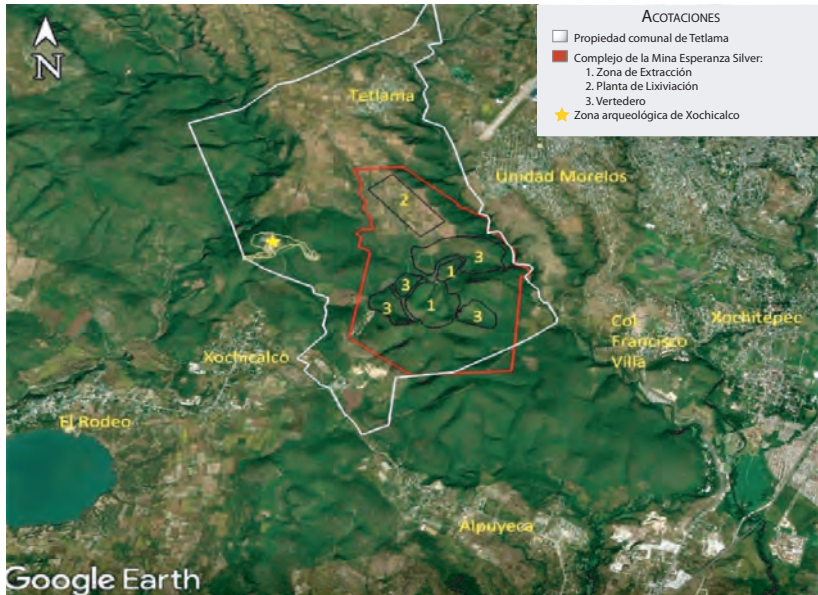 N
ACOTACIONES
Propiedad comunal de Tetlama
Complejo de la Mina Esperanza Silver:
1. Zona de Extracción
2. Planta de Lixiviación
3. Vertedero
Zona arqueológica de Xochicalco
Tetlama
Unidad Morelos
2
3
1
3
3
1
3
Col.
Francisco
Villa
Xochitepec
Xochicalco
El Rodeo
Alpuyeca
Google Earth